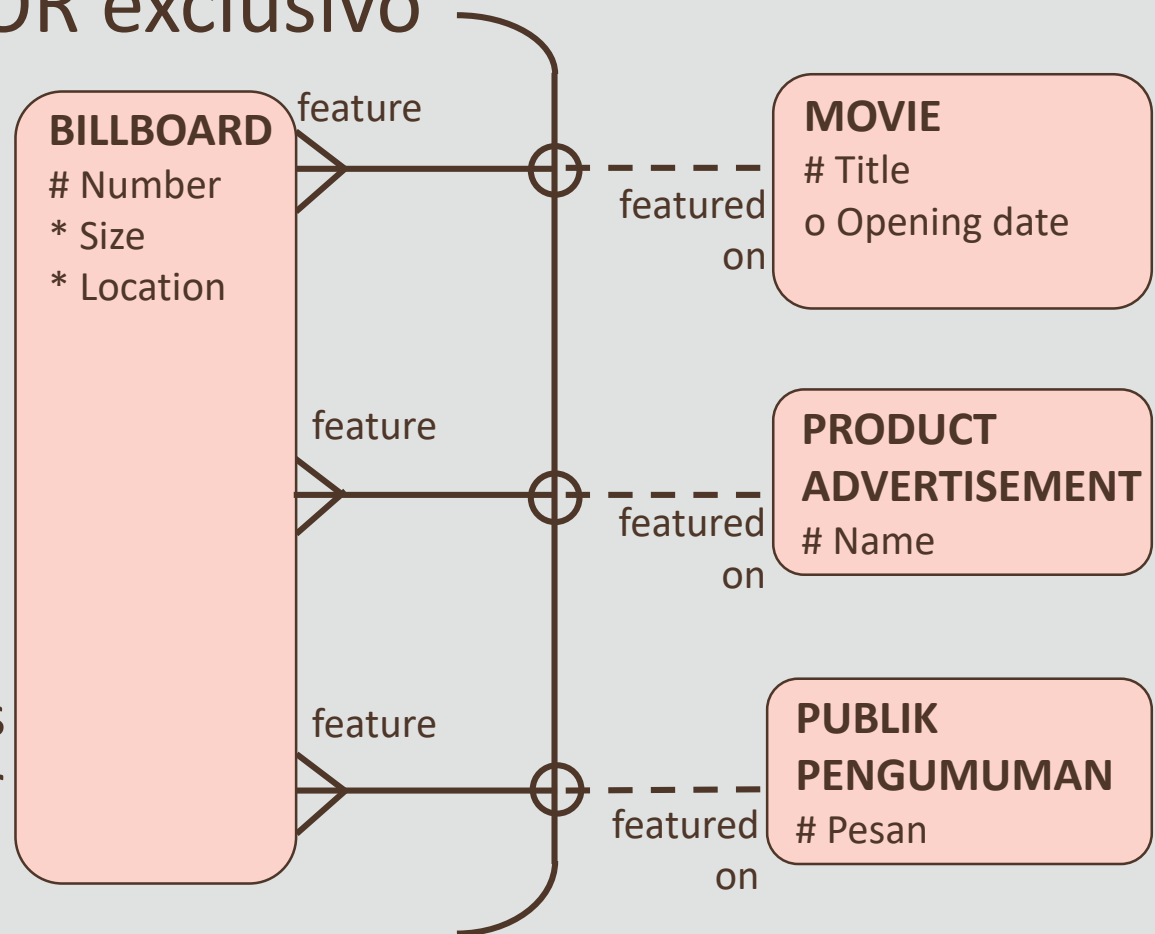 OR exclusivo
BILLBOARD
# Number
* Size
* Location
feature
feature
feature
featured
on
featured
on
featured
on
MOVIE
# Title
o Opening date
PRODUCT
ADVERTISEMENT
# Name
PUBLIK
PENGUMUMAN
# Pesan